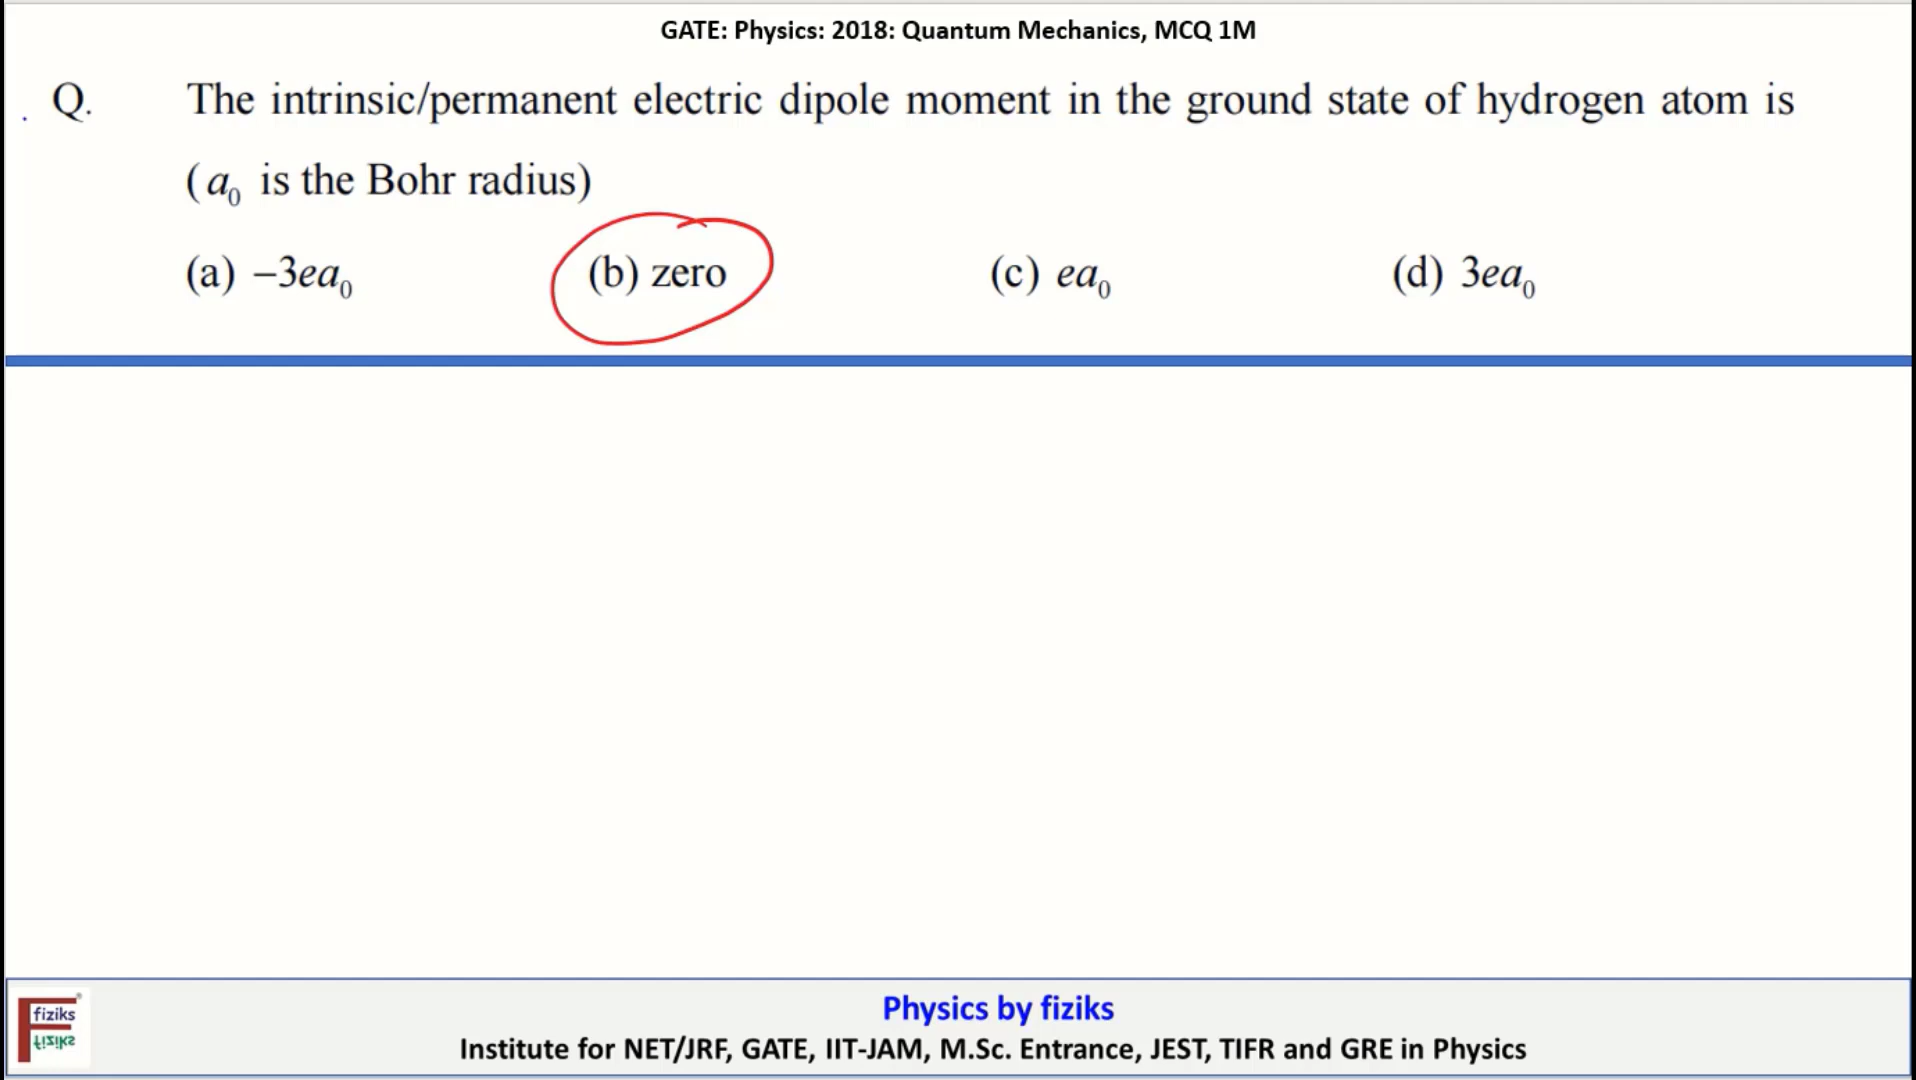 GATE: Physics: 2018: Quantum Mechanics, MCQ 1M
Q. The intrinsic/permanent electric dipole moment in the ground state of hydrogen atom is
(a₀ is the Bohr radius)
(a) −3ea₀ (b) zero (c) ea₀ (d) 3ea₀
fiziks
fiziks
Physics by fiziks
Institute for NET/JRF, GATE, IIT-JAM, M.Sc. Entrance, JEST, TIFR and GRE in Physics